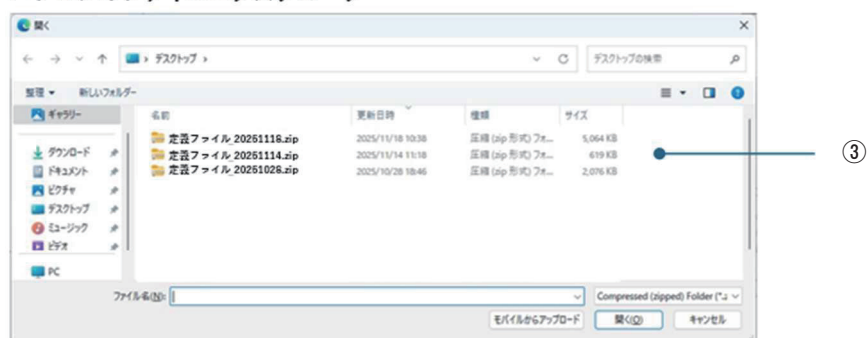 開く
デスクトップ
デスクトップの検索
整理 新しいフォルダー
ギャラリー
名前 更新日時 種類 サイズ
定義ファイル_20251118.zip 2025/11/18 10:38 圧縮 (zip 形式) フォ... 5,064 KB
定義ファイル_20251114.zip 2025/11/14 11:18 圧縮 (zip 形式) フォ... 619 KB
定義ファイル_20251028.zip 2025/10/28 18:46 圧縮 (zip 形式) フォ... 2,076 KB
③
ダウンロード
ドキュメント
ピクチャ
デスクトップ
ミュージック
ビデオ
PC
ファイル名(N):
Compressed (zipped) Folder (*.z
モバイルからアップロード 開く(O) キャンセル